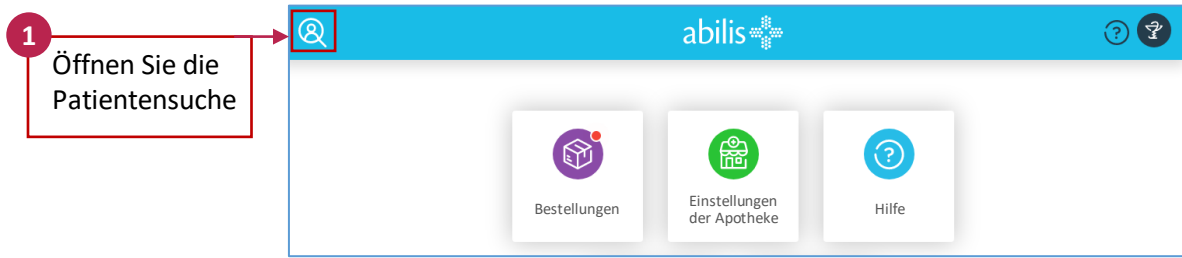 1
Öffnen Sie die
Patientensuche
abilis
?
Bestellungen
Einstellungen
der Apotheke
?
Hilfe